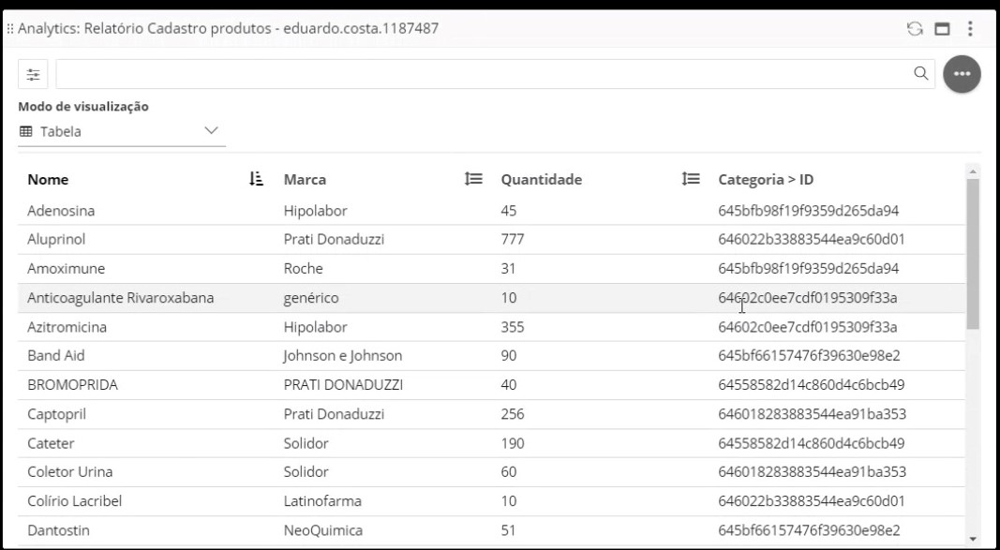 Analytics: Relatório Cadastro produtos - eduardo.costa.1187487
Modo de visualização
Tabela
Nome Marca Quantidade Categoria > ID
Adenosina Hipolabor 45 645bfb98f19f9359d265da94
Aluprinol Prati Donaduzzi 777 646022b33883544ea9c60d01
Amoximune Roche 31 645bfb98f19f9359d265da94
Anticoagulante Rivaroxabana genérico 10 64602c0ee7cdf0195309f33a
Azitromicina Hipolabor 355 64602c0ee7cdf0195309f33a
Band Aid Johnson e Johnson 90 645bf66157476f39630e98e2
BROMOPRIDA PRATI DONADUZZI 40 64558582d14c860d4c6bcb49
Captopril Prati Donaduzzi 256 646018283883544ea91ba353
Cateter Solidor 190 64558582d14c860d4c6bcb49
Coletor Urina Solidor 60 646018283883544ea91ba353
Colírio Lacribel Latinofarma 10 646022b33883544ea9c60d01
Dantostin NeoQuimica 51 645bf66157476f39630e98e2